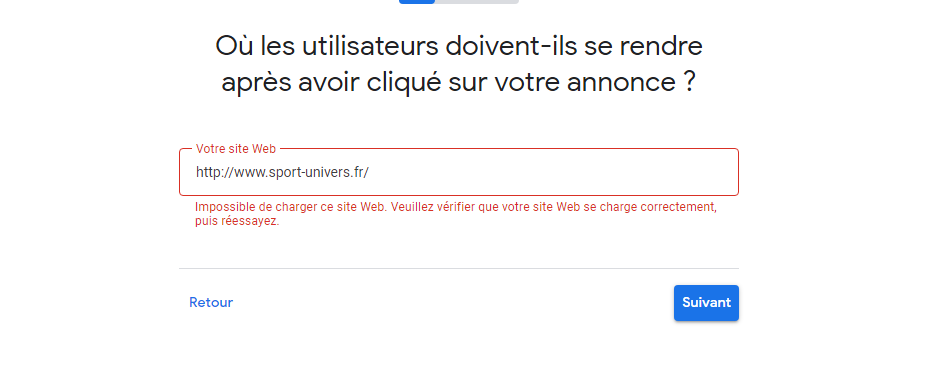 Où les utilisateurs doivent-ils se rendre
après avoir cliqué sur votre annonce ?
Votre site Web
http://www.sport-univers.fr/
Impossible de charger ce site Web. Veuillez vérifier que votre site Web se charge correctement,
puis réessayez.
Retour
Suivant